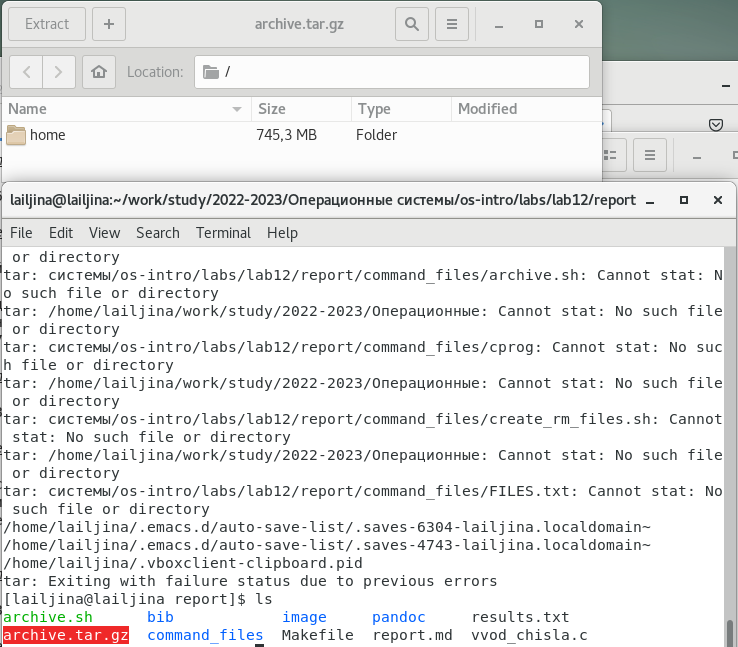 Extract
archive.tar.gz
Location:
/
Name Size Type Modified
home 745,3 MB Folder
lailjina@lailjina:~/work/study/2022-2023/Операционные системы/os-intro/labs/lab12/report
File Edit View Search Terminal Help
or directory
tar: системы/os-intro/labs/lab12/report/command_files/archive.sh: Cannot stat: N
o such file or directory
tar: /home/lailjina/work/study/2022-2023/Операционные: Cannot stat: No such file
or directory
tar: системы/os-intro/labs/lab12/report/command_files/cprog: Cannot stat: No suc
h file or directory
tar: /home/lailjina/work/study/2022-2023/Операционные: Cannot stat: No such file
or directory
tar: системы/os-intro/labs/lab12/report/command_files/create_rm_files.sh: Cannot
stat: No such file or directory
tar: /home/lailjina/work/study/2022-2023/Операционные: Cannot stat: No such file
or directory
tar: системы/os-intro/labs/lab12/report/command_files/FILES.txt: Cannot stat: No
such file or directory
/home/lailjina/.emacs.d/auto-save-list/.saves-6304-lailjina.localdomain~
/home/lailjina/.emacs.d/auto-save-list/.saves-4743-lailjina.localdomain~
/home/lailjina/.vboxclient-clipboard.pid
tar: Exiting with failure status due to previous errors
[lailjina@lailjina report]$ ls
archive.sh bib image pandoc results.txt
archive.tar.gz command_files Makefile report.md vvod_chisla.c